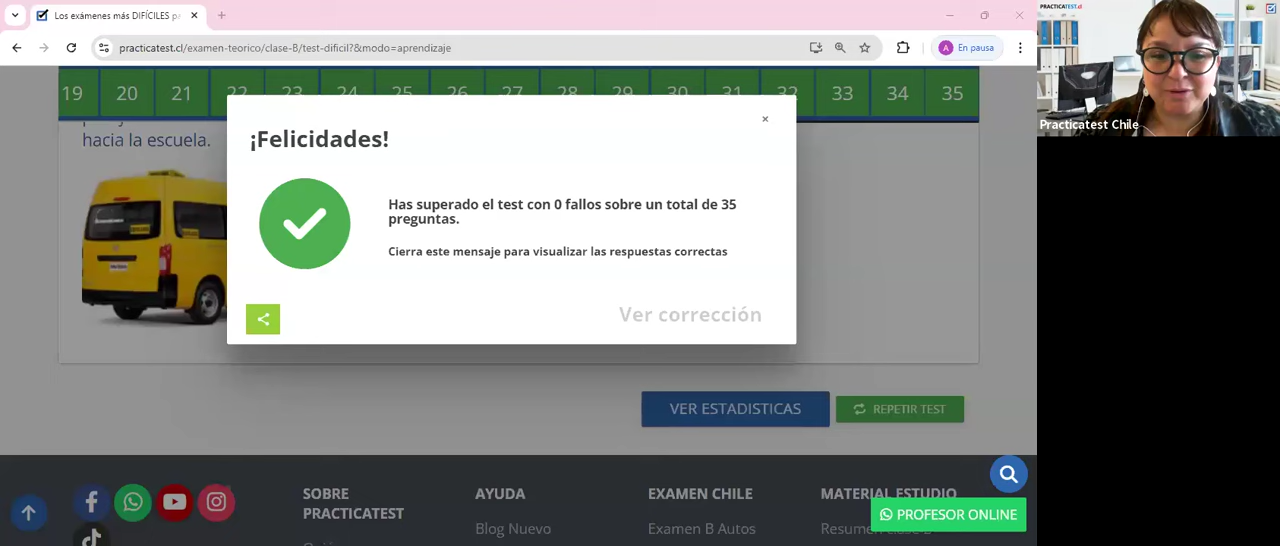 Los exámenes más DIFÍCILES pa
practicatest.cl/examen-teorico/clase-B/test-dificil?&modo=aprendizaje
A
En pausa
PRACTICATEST.cl
Practicatest Chile
19 20 21 22 23 24 25 26 27 28 29 30 31 32 33 34 35
hacia la escuela.
¡Felicidades!
×
Has superado el test con 0 fallos sobre un total de 35
preguntas.
Cierra este mensaje para visualizar las respuestas correctas
Ver corrección
VER ESTADISTICAS
REPETIR TEST
SOBRE
PRACTICATEST
AYUDA
Blog Nuevo
EXAMEN CHILE
Examen B Autos
MATERIAL ESTUDIO
PROFESOR ONLINE